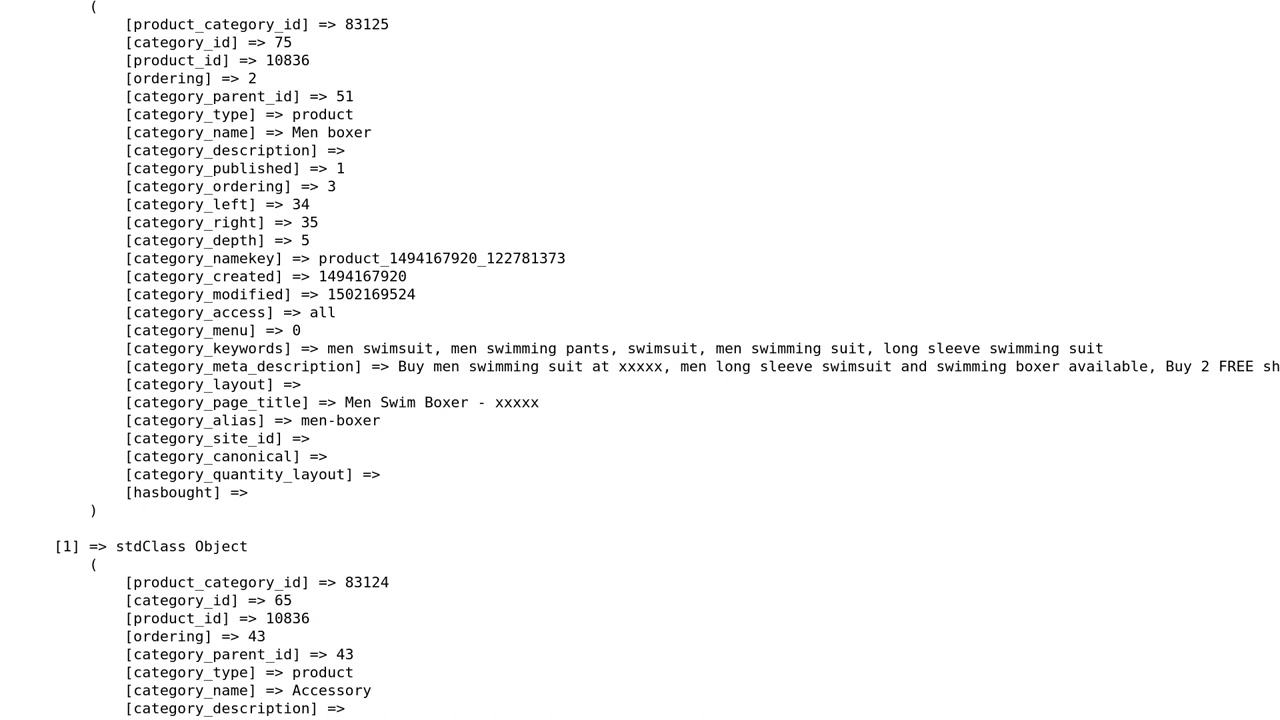 (
[product_category_id] => 83125
[category_id] => 75
[product_id] => 10836
[ordering] => 2
[category_parent_id] => 51
[category_type] => product
[category_name] => Men boxer
[category_description] =>
[category_published] => 1
[category_ordering] => 3
[category_left] => 34
[category_right] => 35
[category_depth] => 5
[category_namekey] => product_1494167920_122781373
[category_created] => 1494167920
[category_modified] => 1502169524
[category_access] => all
[category_menu] => 0
[category_keywords] => men swimsuit, men swimming pants, swimsuit, men swimming suit, long sleeve swimming suit
[category_meta_description] => Buy men swimming suit at xxxxx, men long sleeve swimsuit and swimming boxer available, Buy 2 FREE sh
[category_layout] =>
[category_page_title] => Men Swim Boxer - xxxxx
[category_alias] => men-boxer
[category_site_id] =>
[category_canonical] =>
[category_quantity_layout] =>
[hasbought] =>
)
[1] => stdClass Object
(
[product_category_id] => 83124
[category_id] => 65
[product_id] => 10836
[ordering] => 43
[category_parent_id] => 43
[category_type] => product
[category_name] => Accessory
[category_description] =>